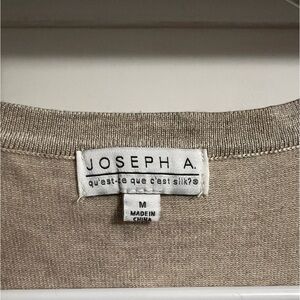 JOSEPH A.
qu'est-ce que c'est silk?®
M
MADE IN
CHINA